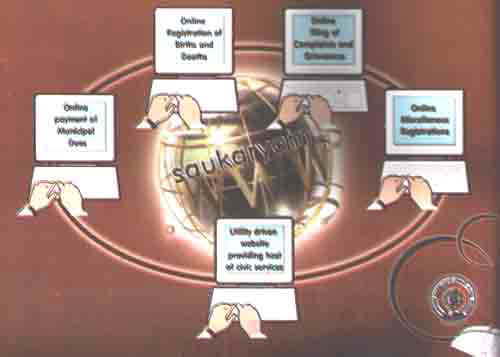 Online
Registration of
Births and
Deaths
Online
filing of
Complaints and
Grievances
Online
payment of
Municipal
Dues
Online
Miscellaneous
Registrations
saukaryam
Utility driven
website
providing host
of civic services